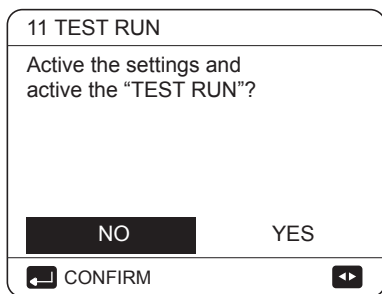 11 TEST RUN
Active the settings and
active the “TEST RUN”?
NO YES
CONFIRM